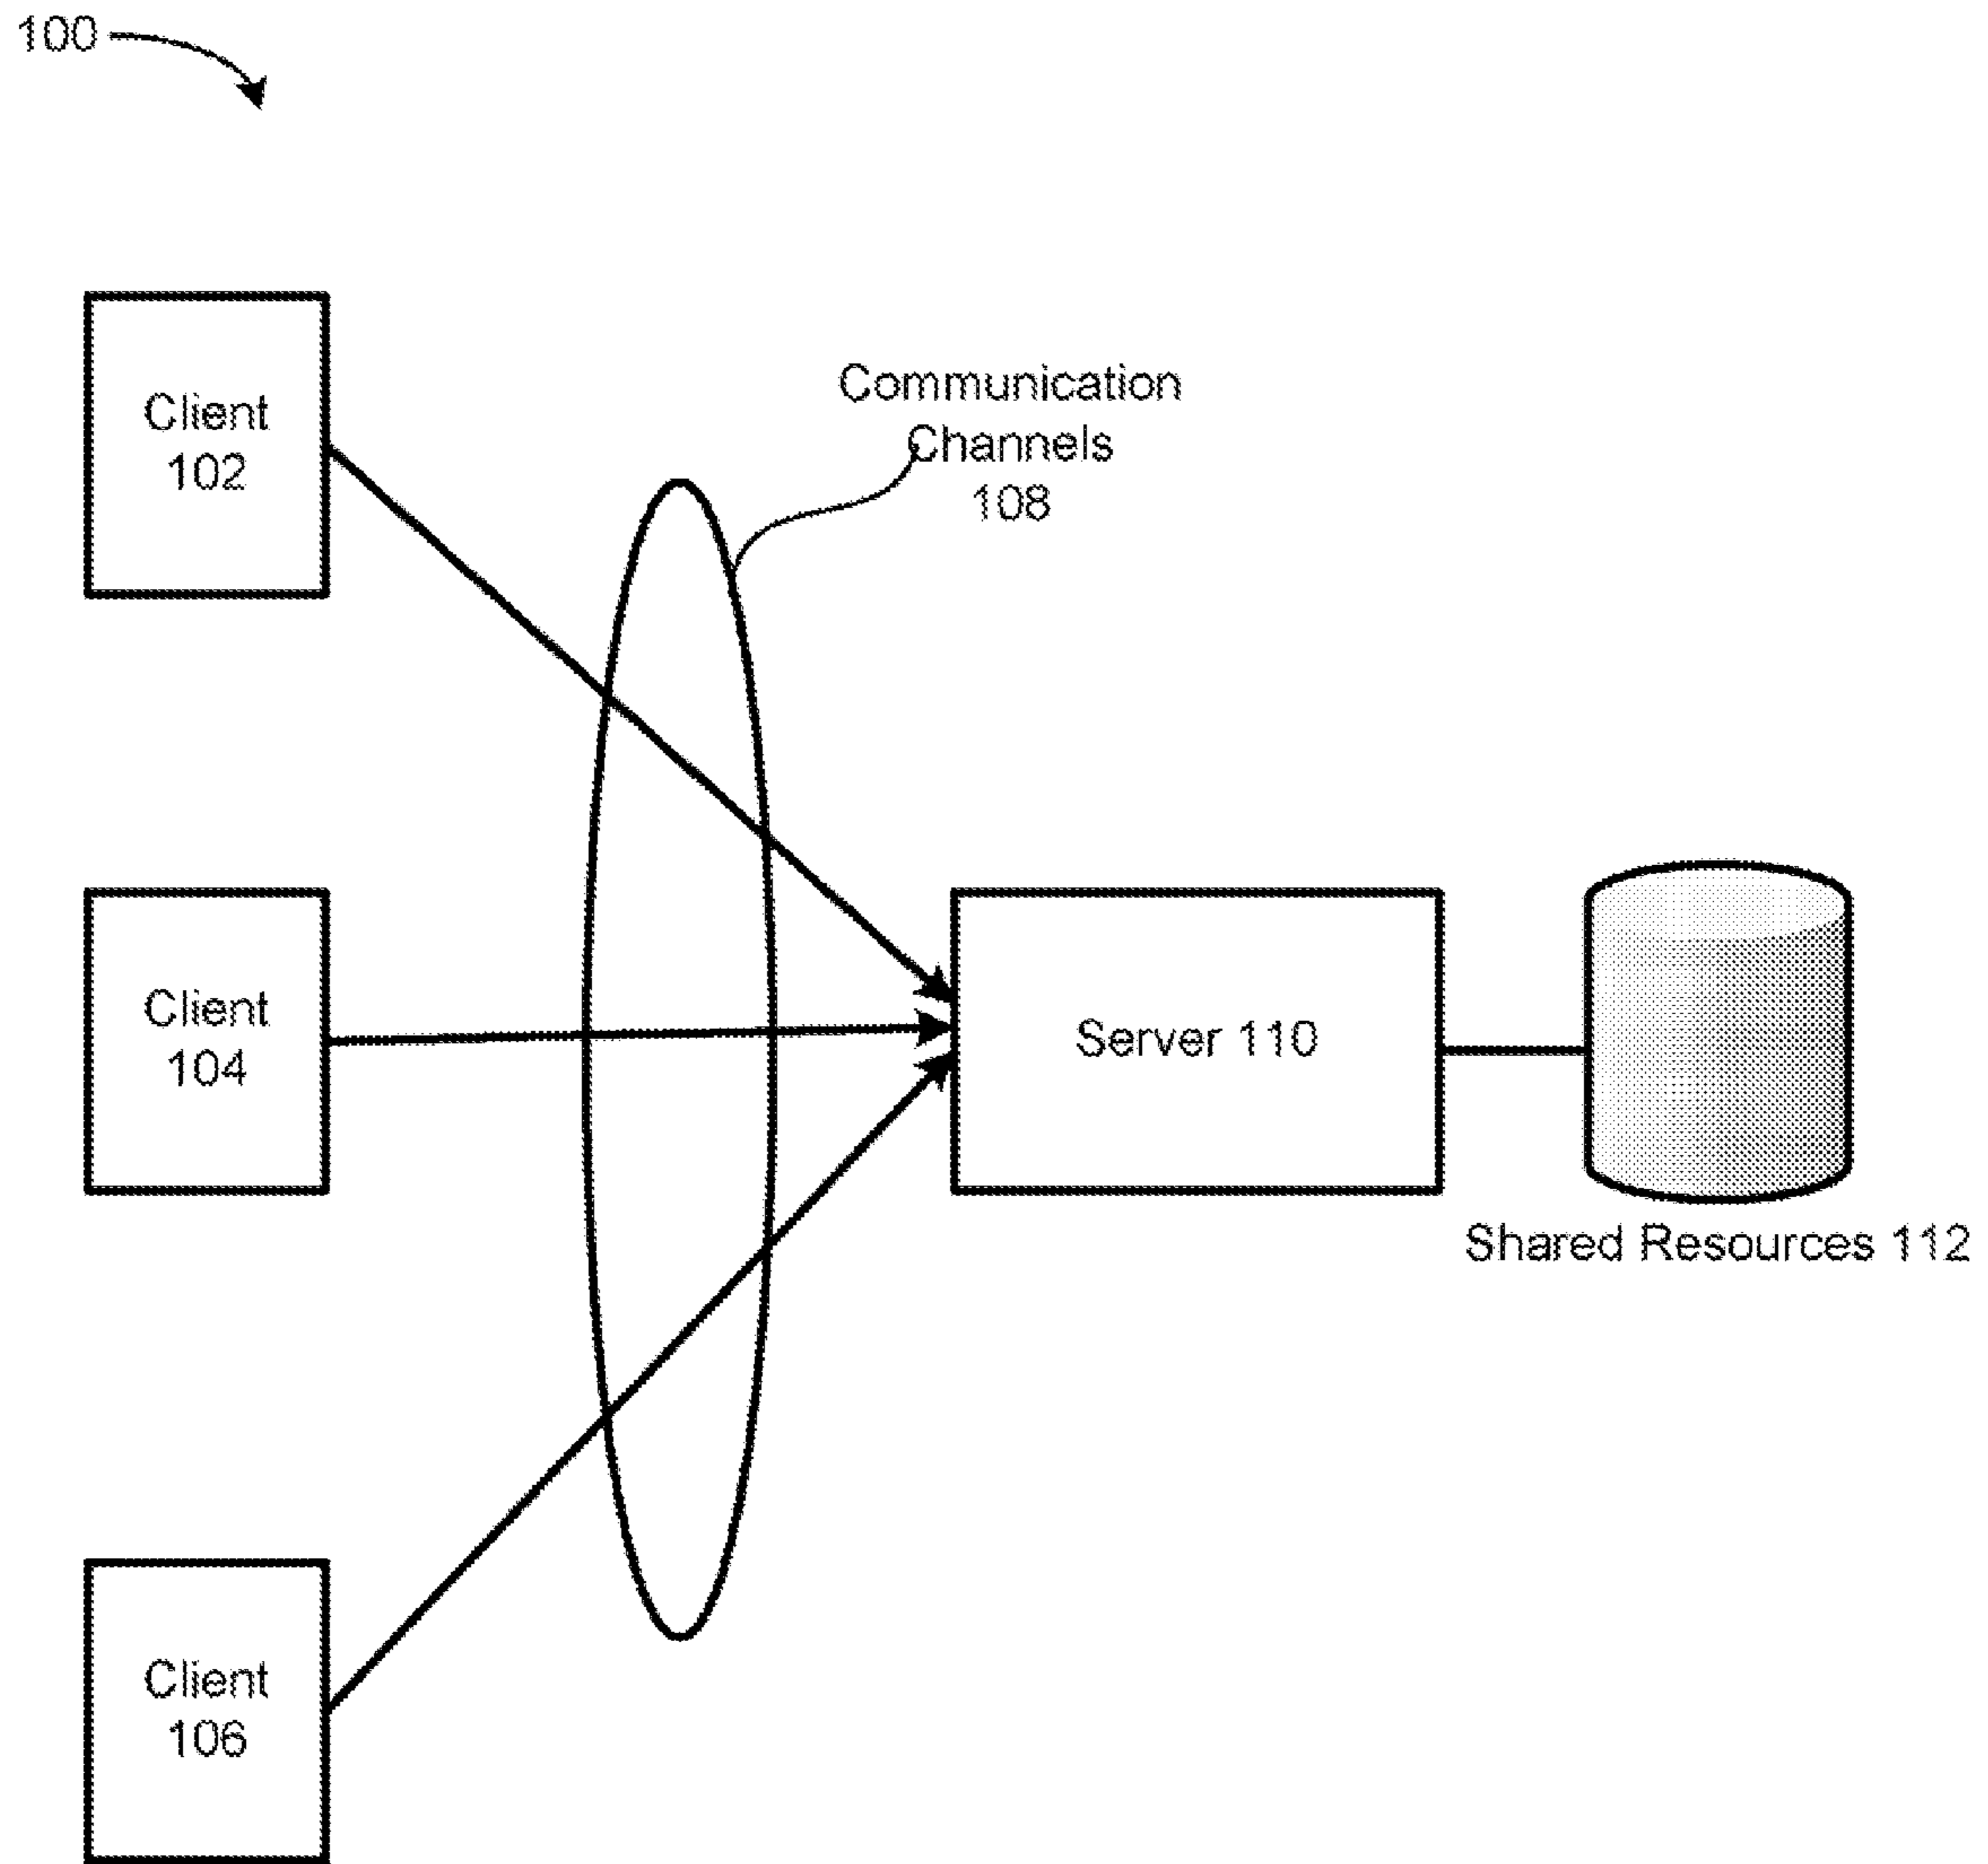 100
Client
102
Communication
Channels
108
Client
104
Server 110
Shared Resources 112
Client
106